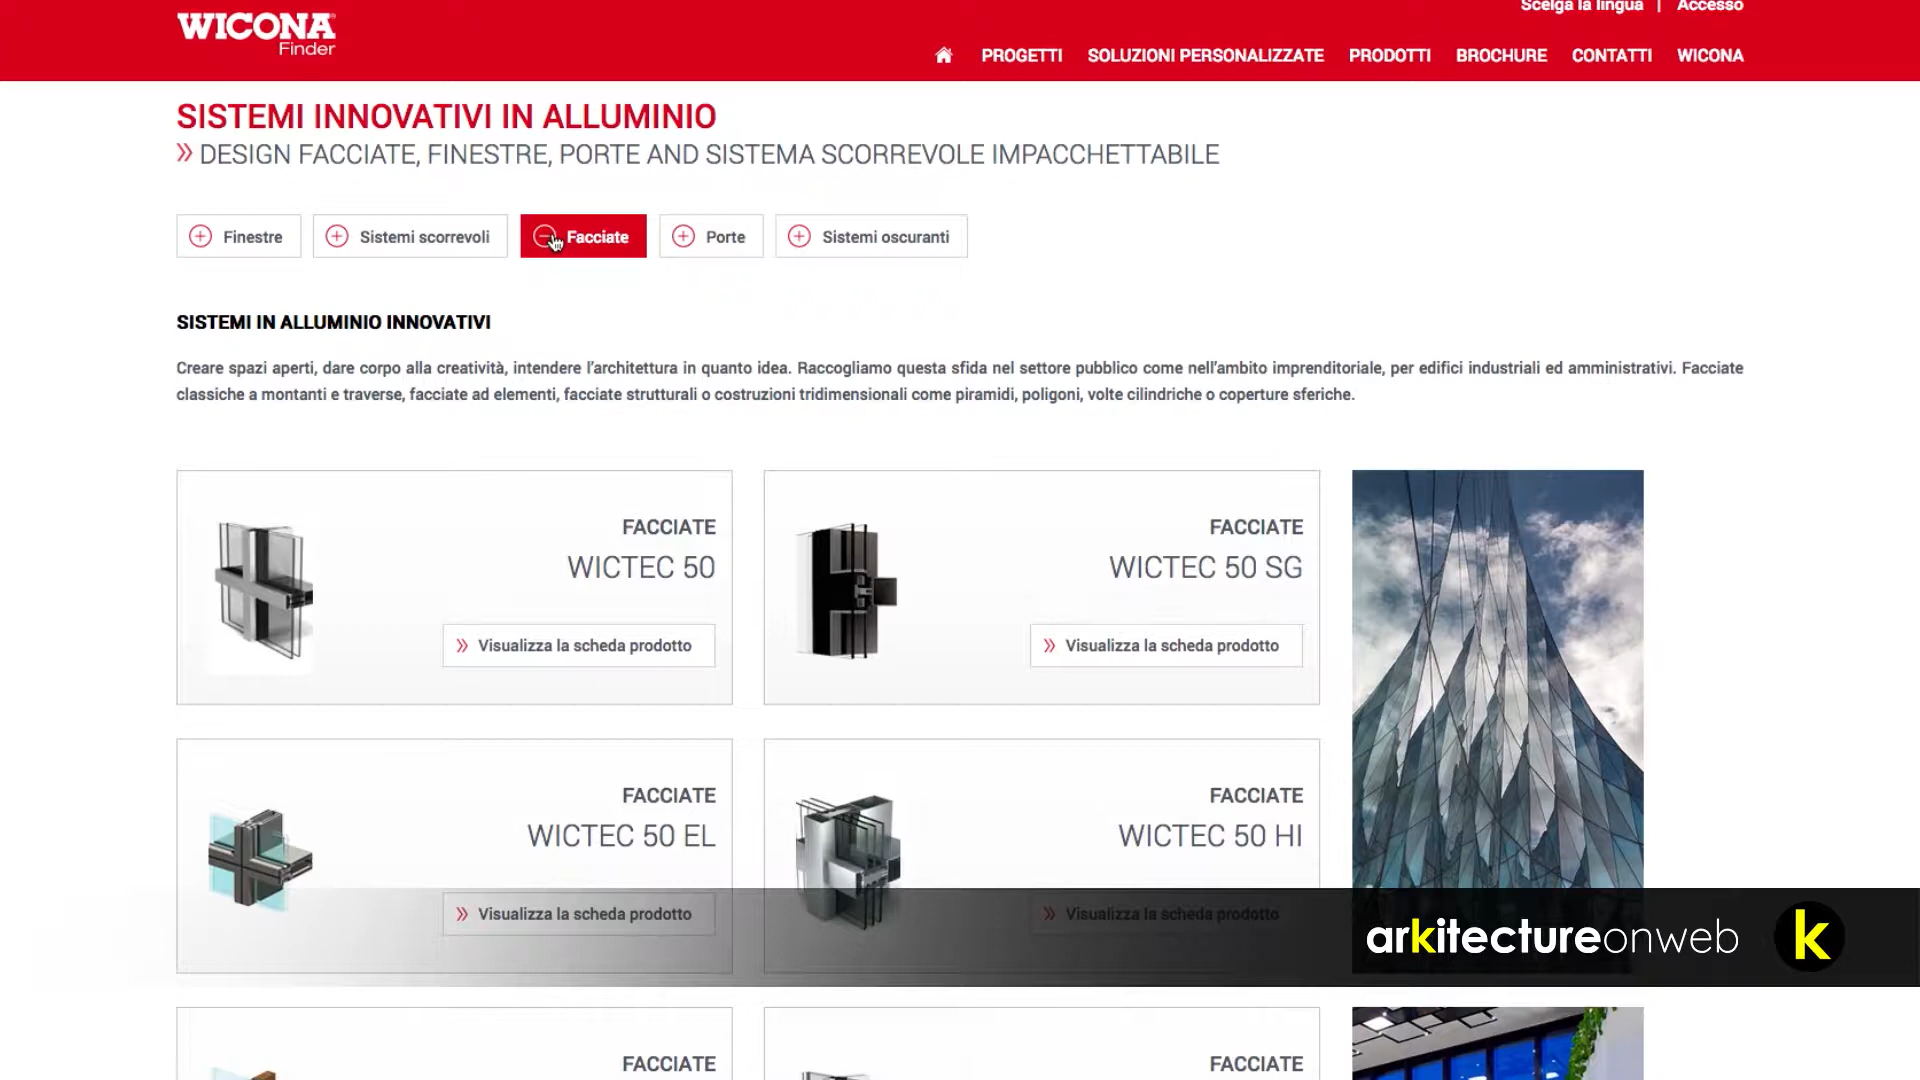 Scelga la lingua | Accesso
WICONA
Finder
PROGETTI SOLUZIONI PERSONALIZZATE PRODOTTI BROCHURE CONTATTI WICONA
SISTEMI INNOVATIVI IN ALLUMINIO
» DESIGN FACCIATE, FINESTRE, PORTE AND SISTEMA SCORREVOLE IMPACCHETTABILE
Finestre
Sistemi scorrevoli
Facciate
Porte
Sistemi oscuranti
SISTEMI IN ALLUMINIO INNOVATIVI
Creare spazi aperti, dare corpo alla creatività, intendere l'architettura in quanto idea. Raccogliamo questa sfida nel settore pubblico come nell'ambito imprenditoriale, per edifici industriali ed amministrativi. Facciate
classiche a montanti e traverse, facciate ad elementi, facciate strutturali o costruzioni tridimensionali come piramidi, poligoni, volte cilindriche o coperture sferiche.
FACCIATE
WICTEC 50
» Visualizza la scheda prodotto
FACCIATE
WICTEC 50 SG
» Visualizza la scheda prodotto
FACCIATE
WICTEC 50 EL
» Visualizza la scheda prodotto
FACCIATE
WICTEC 50 HI
» Visualizza la scheda prodotto
arkitectureonweb
k
FACCIATE
FACCIATE